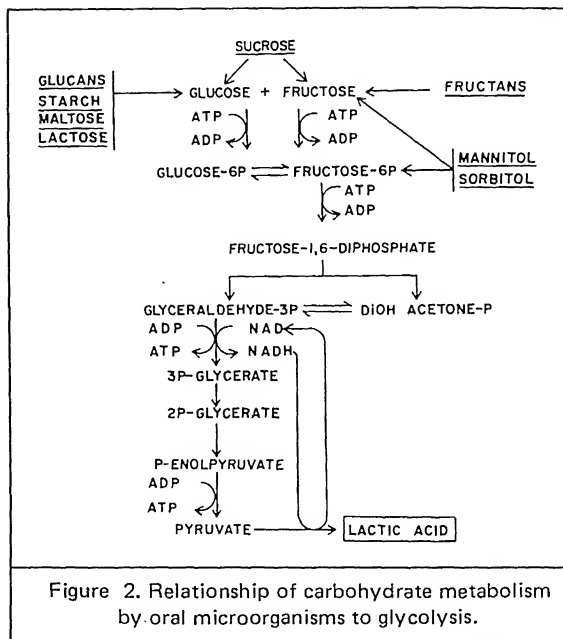 SUCROSE
GLUCANS
STARCH
MALTOSE
LACTOSE
GLUCOSE + FRUCTOSE
FRUCTANS
ATP
ADP
ATP
ADP
MANNITOL
SORBITOL
GLUCOSE-6P FRUCTOSE-6P
ATP
ADP
FRUCTOSE-1,6-DIPHOSPHATE
GLYCERALDEHYDE-3P DiOH ACETONE-P
ADP NAD
ATP NADH
3P-GLYCERATE
2P-GLYCERATE
P-ENOLPYRUVATE
ADP
ATP
PYRUVATE LACTIC ACID
Figure 2. Relationship of carbohydrate metabolism
by oral microorganisms to glycolysis.